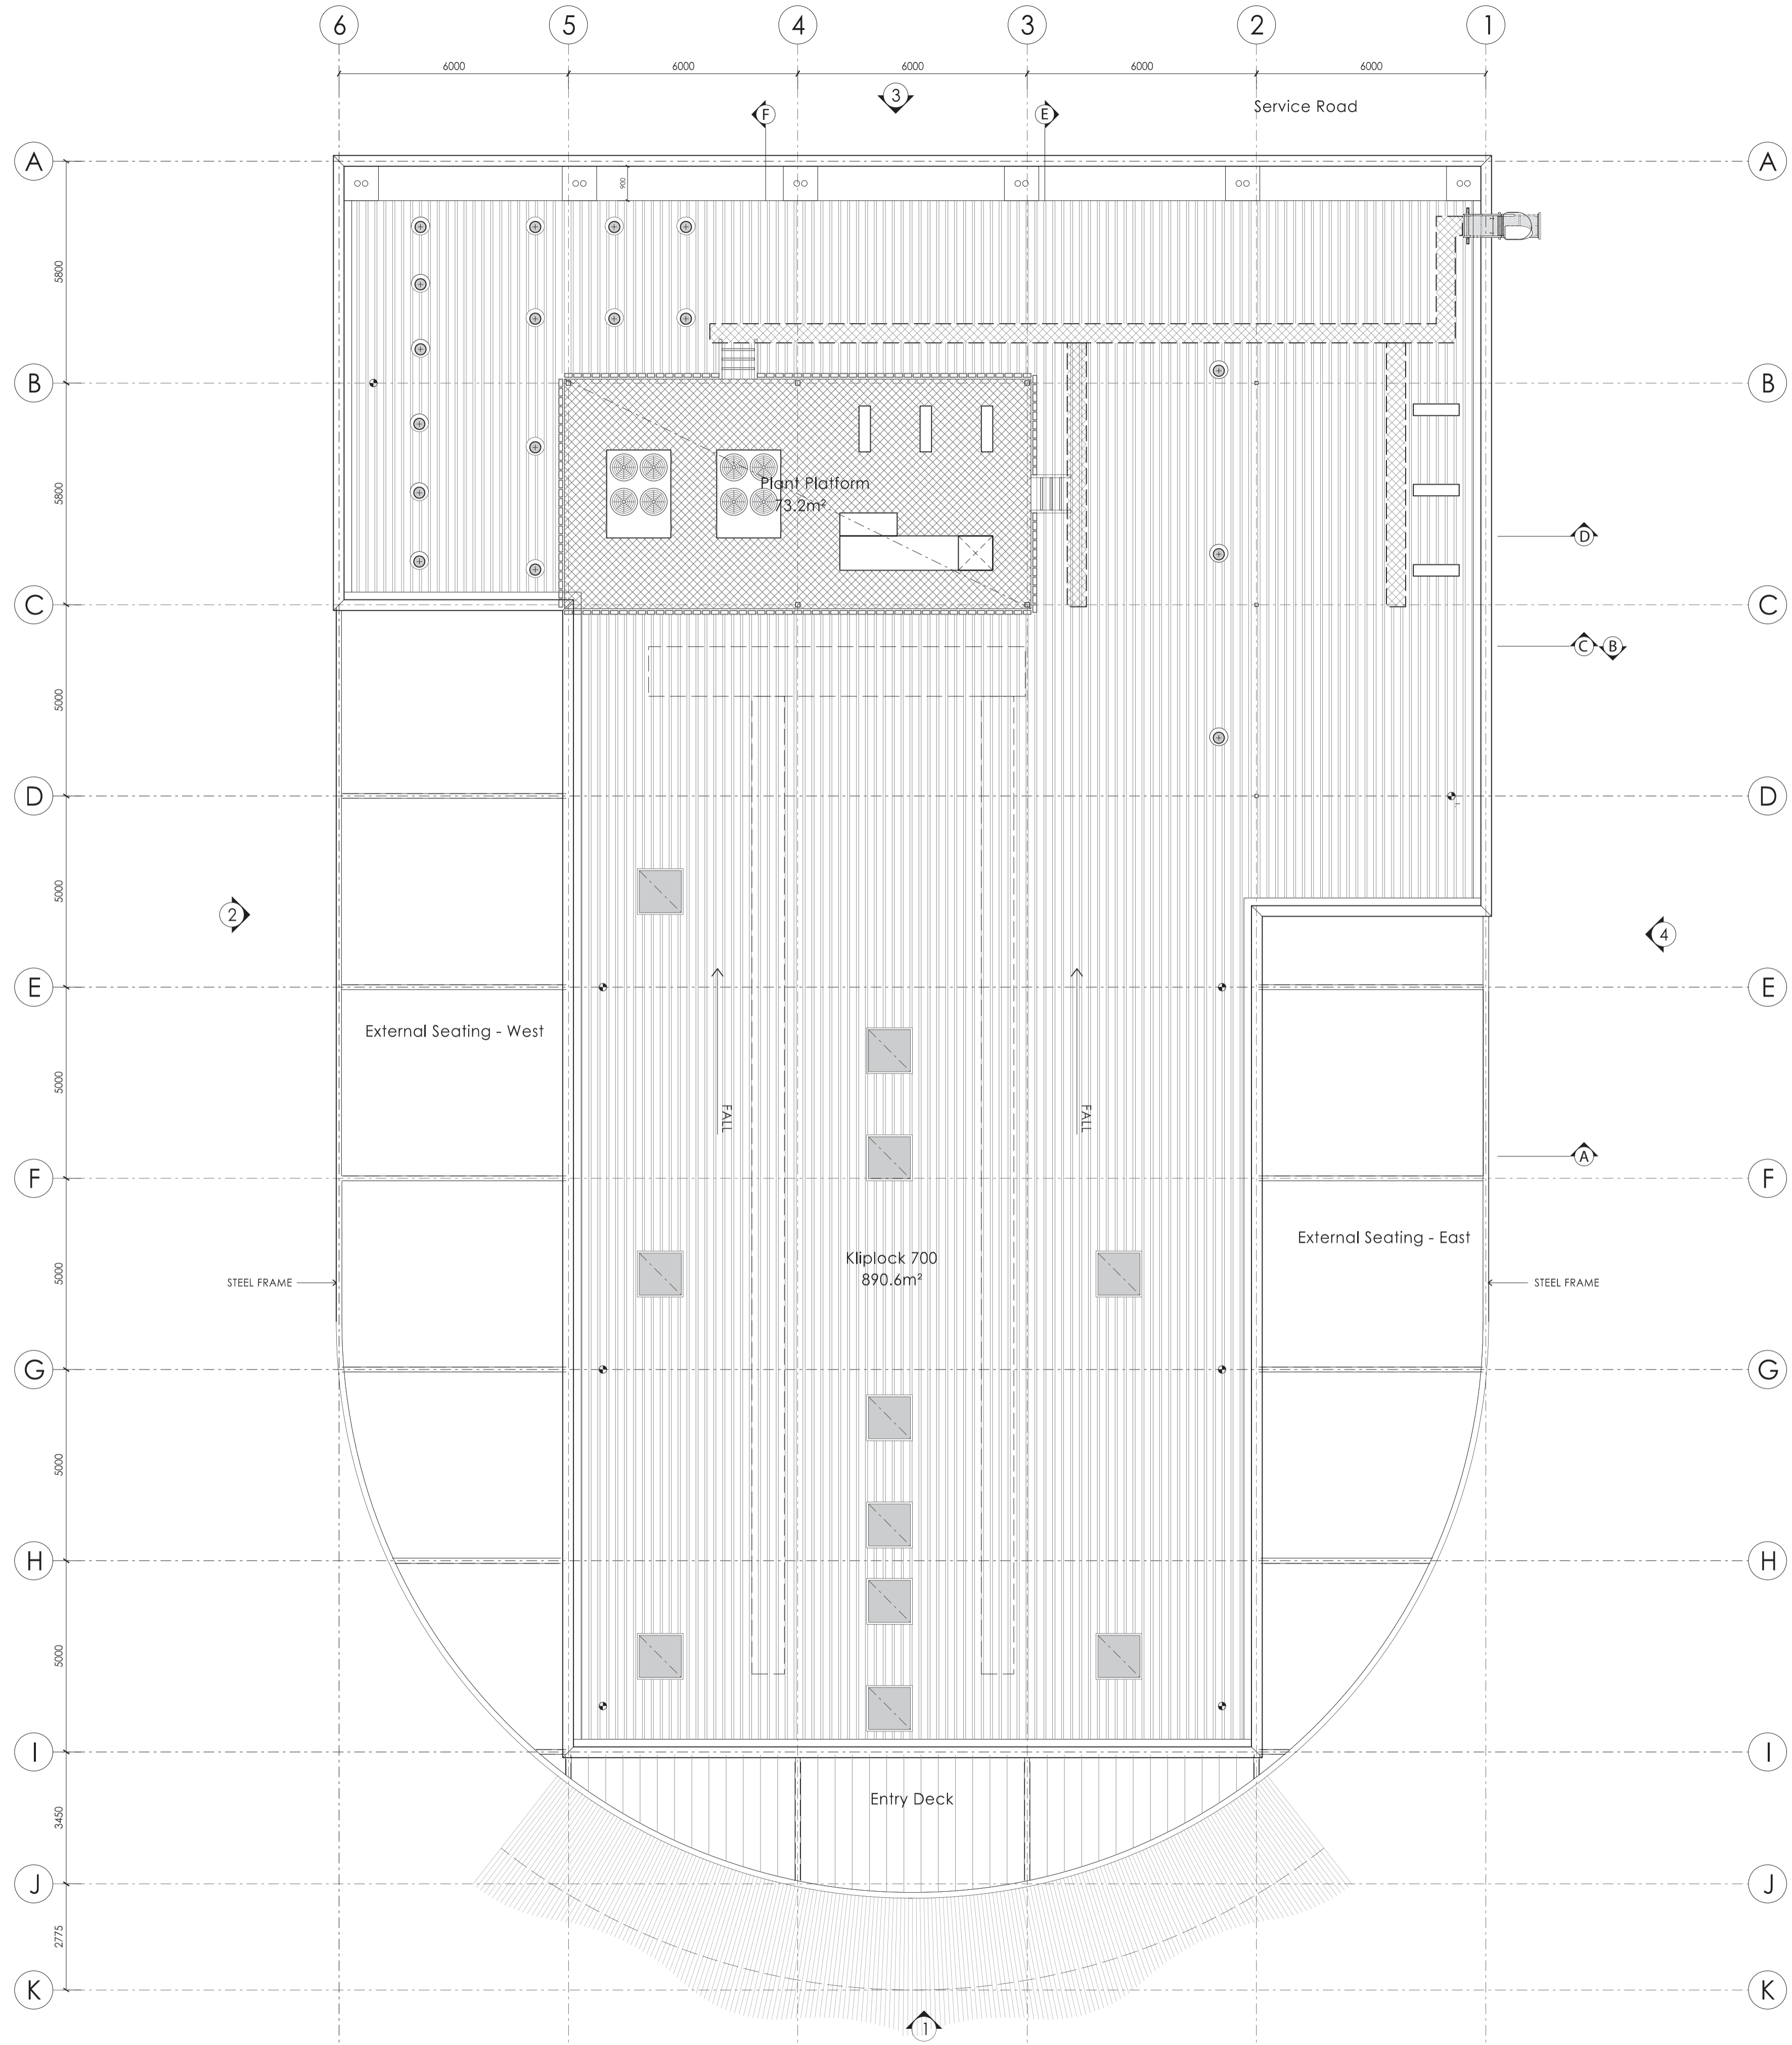 6 5 4 3 2 1
6000 6000 6000 6000 6000
3
F E Service Road
A A
900
5800
B B
Plant Platform
73.2m²
5800
D
C C
C B
5000
D D
5000
2 4
E E
External Seating - West
5000
FALL FALL
A
F F
External Seating - East
Kliplock 700
890.6m²
5000
STEEL FRAME STEEL FRAME
G G
5000
H H
5000
I I
Entry Deck
3450
J J
2775
K K
1